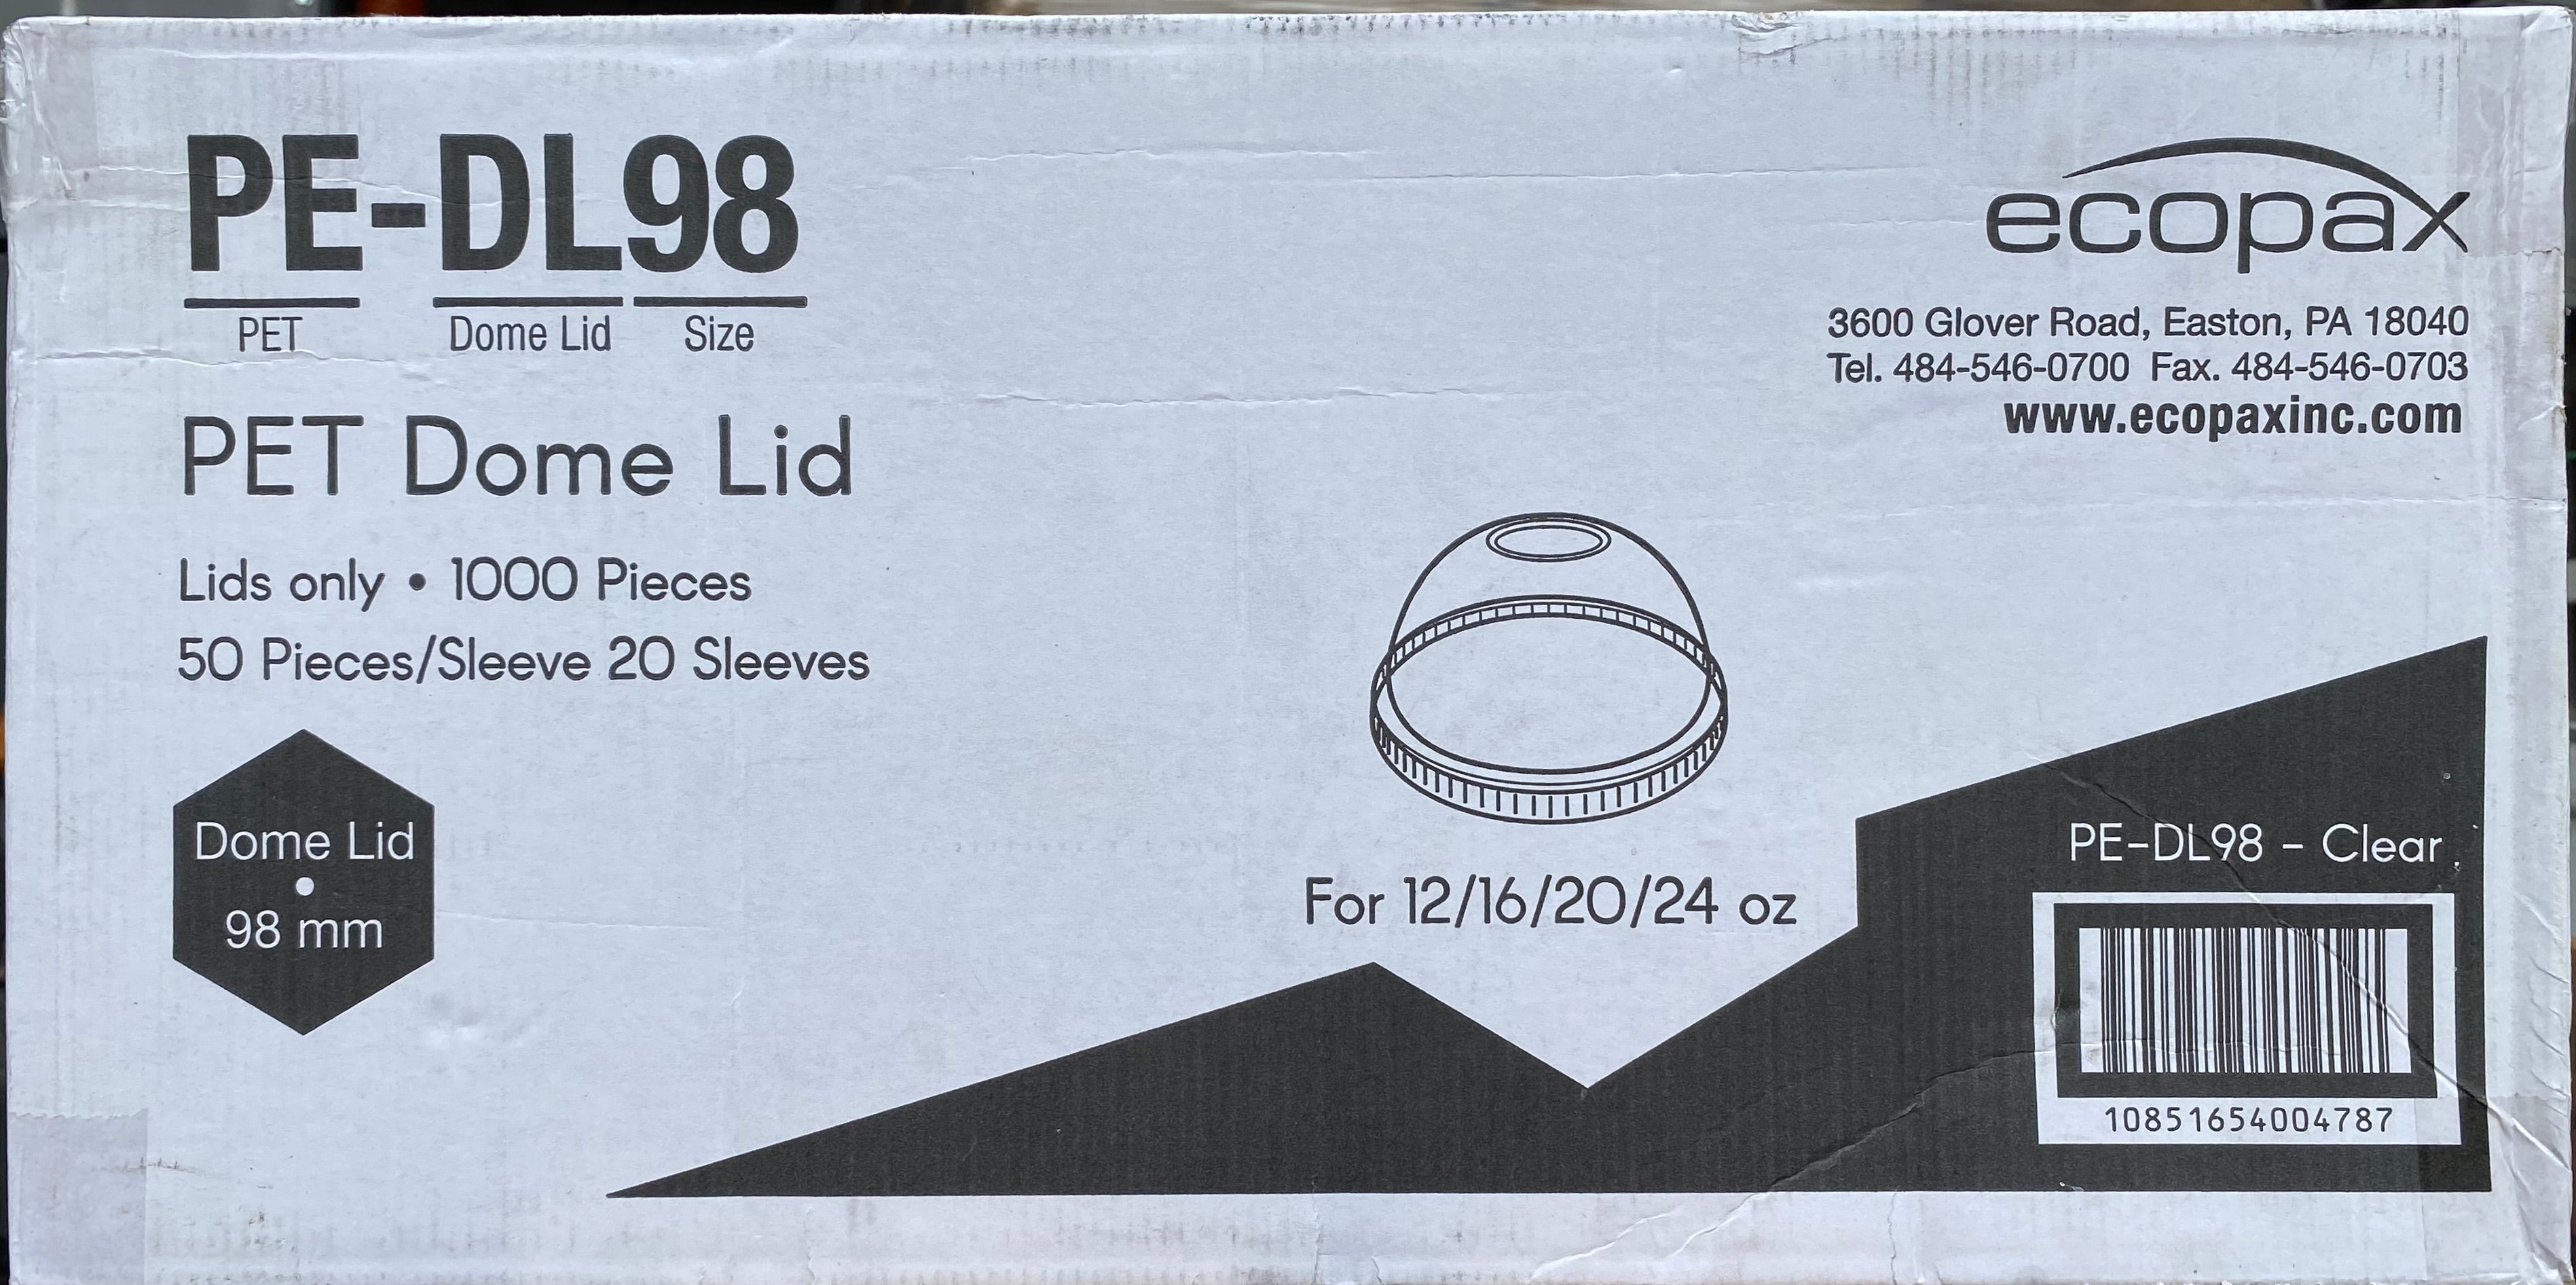 PE-DL98
PET Dome Lid Size
PET Dome Lid
Lids only • 1000 Pieces
50 Pieces/Sleeve 20 Sleeves
Dome Lid
•
98 mm
ecopax
3600 Glover Road, Easton, PA 18040
Tel. 484-546-0700 Fax. 484-546-0703
www.ecopaxinc.com
For 12/16/20/24 oz
PE-DL98 - Clear
10851654004787